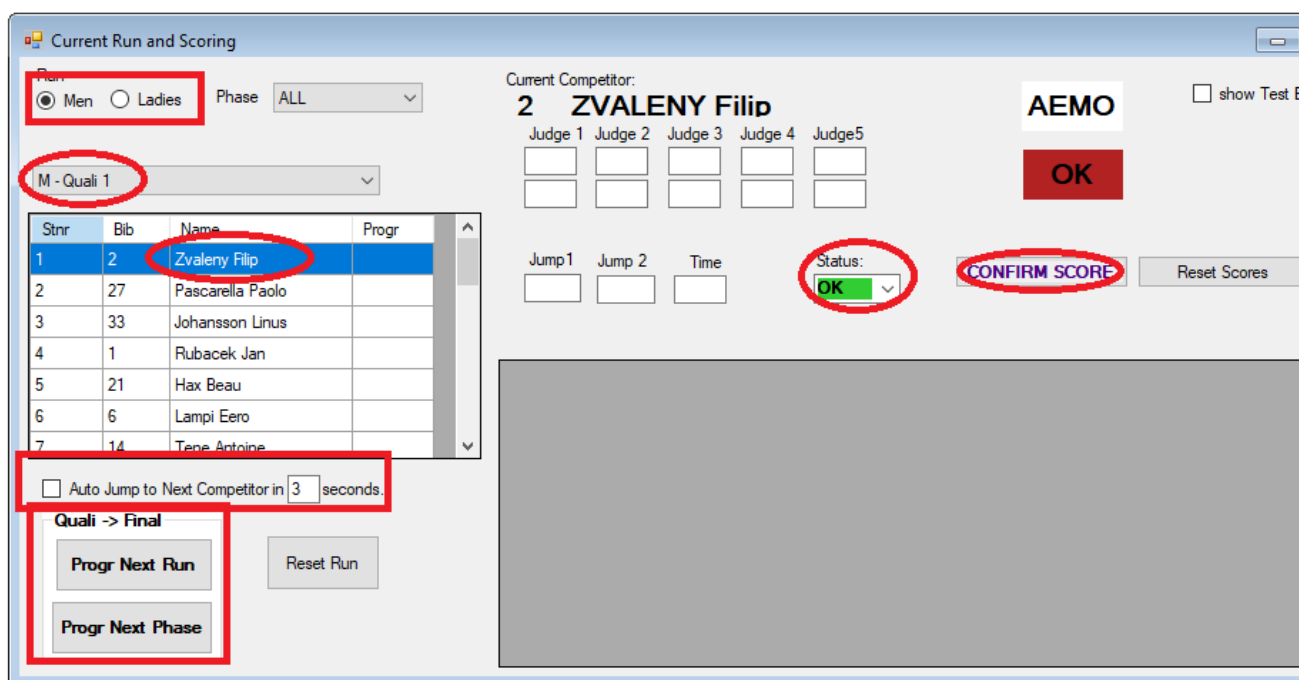 Current Run and Scoring
Run
Men Ladies Phase ALL
M - Quali 1
Stnr Bib Name Progr
1 2 Zvaleny Filip
2 27 Pascarella Paolo
3 33 Johansson Linus
4 1 Rubacek Jan
5 21 Hax Beau
6 6 Lampi Eero
7 14 Tene Antoine
Auto Jump to Next Competitor in 3 seconds.
Quali -> Final
Progr Next Run
Reset Run
Progr Next Phase
Current Competitor:
2 ZVALENY Filip
Judge 1 Judge 2 Judge 3 Judge 4 Judge5
Jump1 Jump 2 Time
Status:
OK
AEMO
OK
show Test
CONFIRM SCORE
Reset Scores